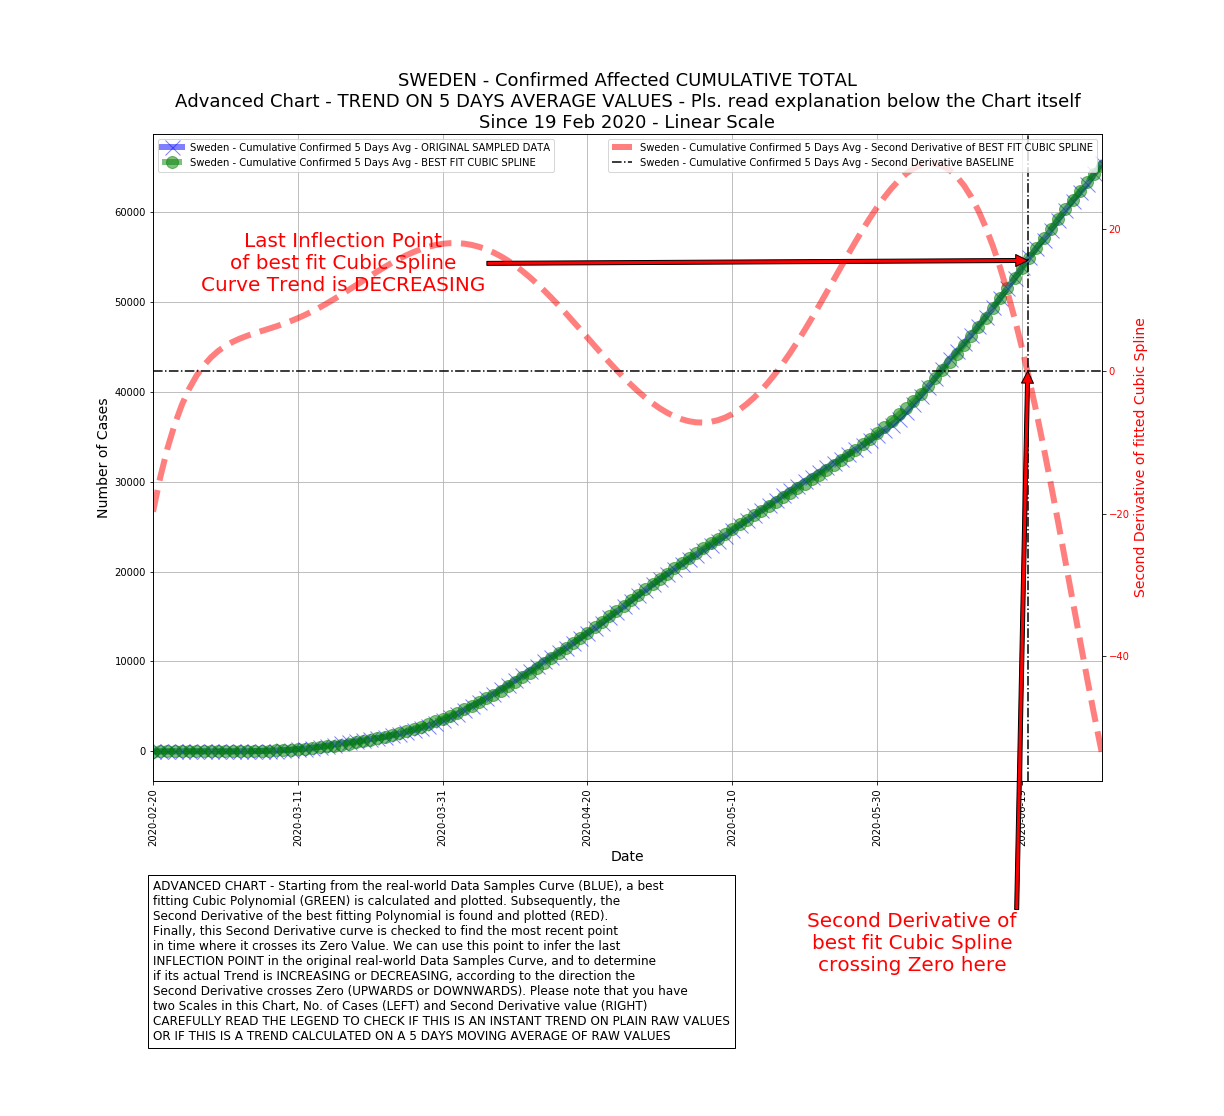 SWEDEN - Confirmed Affected CUMULATIVE TOTAL
Advanced Chart - TREND ON 5 DAYS AVERAGE VALUES - Pls. read explanation below the Chart itself
Since 19 Feb 2020 - Linear Scale
Sweden - Cumulative Confirmed 5 Days Avg - ORIGINAL SAMPLED DATA
Sweden - Cumulative Confirmed 5 Days Avg - BEST FIT CUBIC SPLINE
Sweden - Cumulative Confirmed 5 Days Avg - Second Derivative of BEST FIT CUBIC SPLINE
Sweden - Cumulative Confirmed 5 Days Avg - Second Derivative BASELINE
Last Inflection Point
of best fit Cubic Spline
Curve Trend is DECREASING
Number of Cases
60000
50000
40000
30000
20000
10000
0
20
0
−20
−40
Second Derivative of fitted Cubic Spline
2020-02-20
2020-03-11
2020-03-31
2020-04-20
2020-05-10
2020-05-30
2020-06-19
Date
ADVANCED CHART - Starting from the real-world Data Samples Curve (BLUE), a best
fitting Cubic Polynomial (GREEN) is calculated and plotted. Subsequently, the
Second Derivative of the best fitting Polynomial is found and plotted (RED).
Finally, this Second Derivative curve is checked to find the most recent point
in time where it crosses its Zero Value. We can use this point to infer the last
INFLECTION POINT in the original real-world Data Samples Curve, and to determine
if its actual Trend is INCREASING or DECREASING, according to the direction the
Second Derivative crosses Zero (UPWARDS or DOWNWARDS). Please note that you have
two Scales in this Chart, No. of Cases (LEFT) and Second Derivative value (RIGHT)
CAREFULLY READ THE LEGEND TO CHECK IF THIS IS AN INSTANT TREND ON PLAIN RAW VALUES
OR IF THIS IS A TREND CALCULATED ON A 5 DAYS MOVING AVERAGE OF RAW VALUES
Second Derivative of
best fit Cubic Spline
crossing Zero here